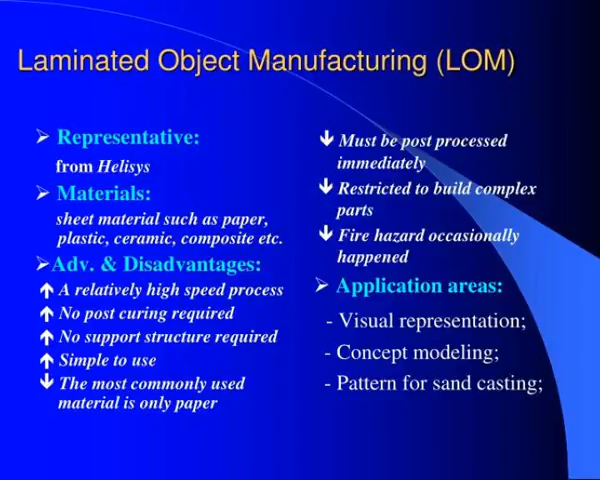 Laminated Object Manufacturing (LOM)
➢ Representative:
from Helisys
➢ Materials:
sheet material such as paper,
plastic, ceramic, composite etc.
➢Adv. & Disadvantages:
🡅 A relatively high speed process
🡅 No post curing required
🡅 No support structure required
🡅 Simple to use
🡇 The most commonly used
material is only paper
🡇 Must be post processed
immediately
🡇 Restricted to build complex
parts
🡇 Fire hazard occasionally
happened
➢ Application areas:
- Visual representation;
- Concept modeling;
- Pattern for sand casting;